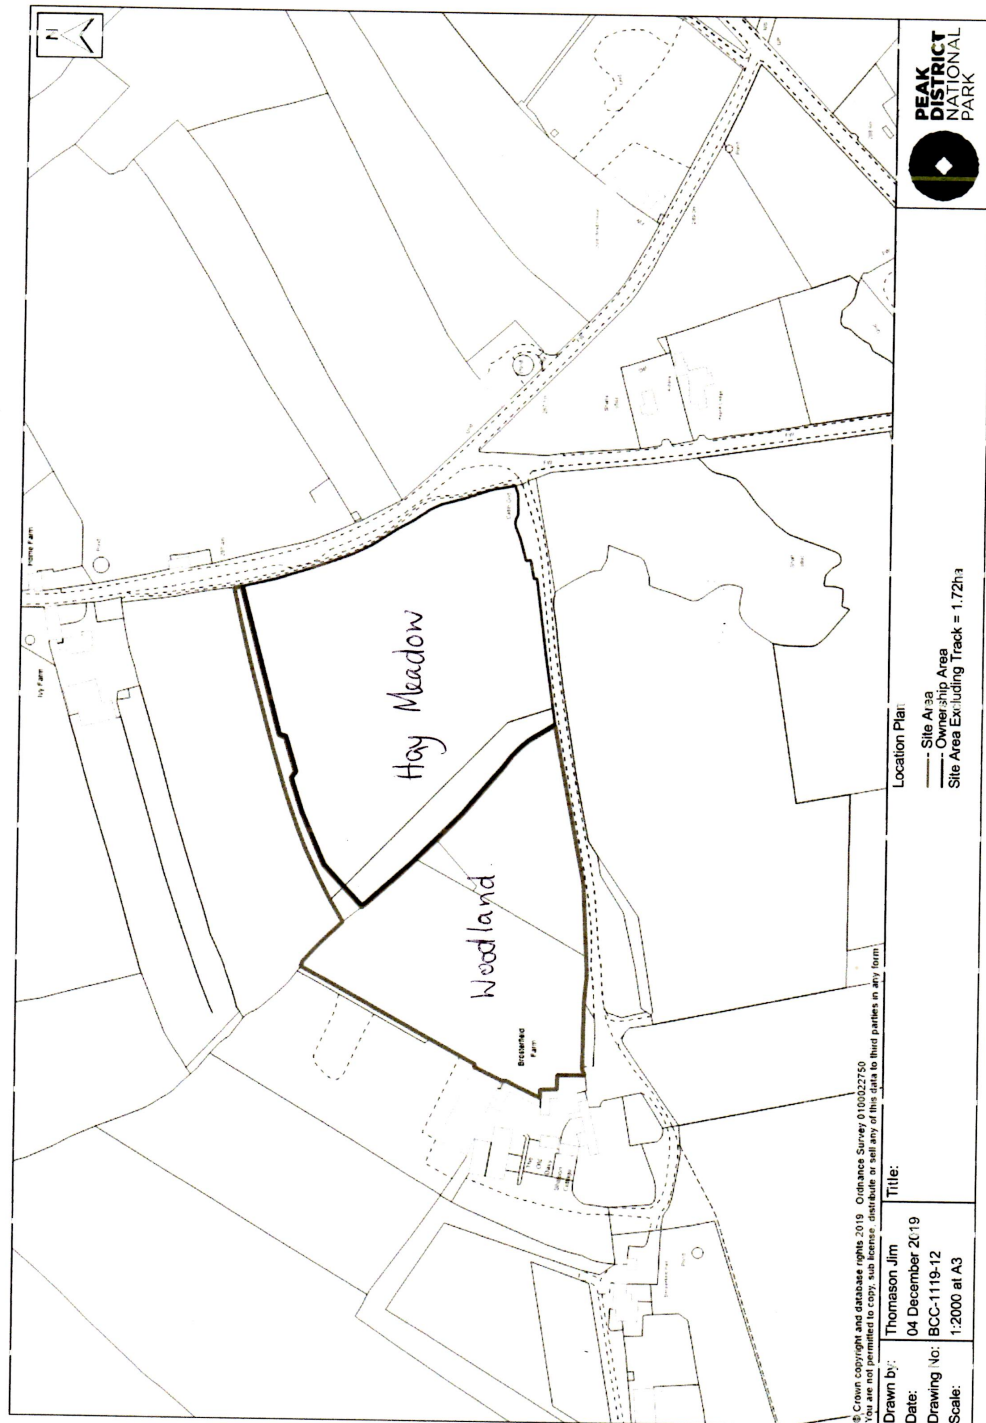 N
PEAK
DISTRICT
NATIONAL
PARK
Home Farm
Ivy Farm
Hay Meadow
Woodland
Brosterfield
Farm
Location Plan
- Site Area
- Ownership Area
Site Area Excluding Track = 1.72ha
© Crown copyright and database rights 2019 Ordnance Survey 0100022750
You are not permitted to copy, sub license, distribute or sell any of this data to third parties in any form
Drawn by: Thomason Jim
Title:
Date: 04 December 2019
Drawing No: BCC-1119-12
Scale: 1:2000 at A3